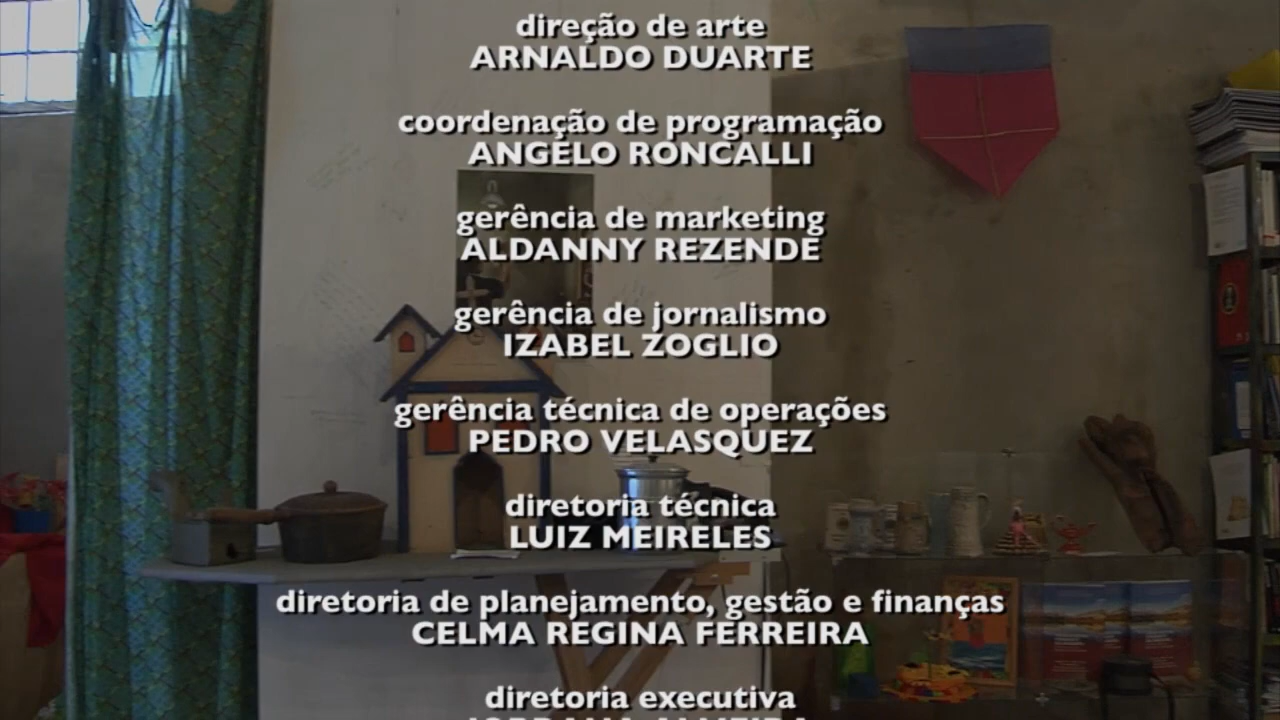 direção de arte
ARNALDO DUARTE
coordenação de programação
ANGELO RONCALLI
gerência de marketing
ALDANNY REZENDE
gerência de jornalismo
IZABEL ZOGLIO
gerência técnica de operações
PEDRO VELASQUEZ
diretoria técnica
LUIZ MEIRELES
diretoria de planejamento, gestão e finanças
CELMA REGINA FERREIRA
diretoria executiva